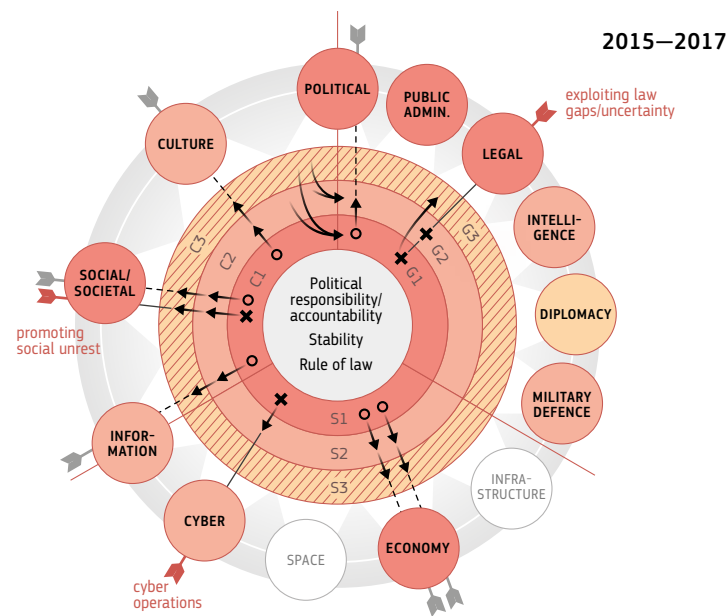 2015—2017
POLITICAL
PUBLIC
ADMIN.
exploiting law
gaps/uncertainty
LEGAL
CULTURE
INTELLI-
GENCE
DIPLOMACY
MILITARY
DEFENCE
INFRA-
STRUCTURE
ECONOMY
SPACE
CYBER
cyber
operations
INFOR-
MATION
SOCIAL/
SOCIETAL
promoting
social unrest
C3
C2
C1
G3
G2
G1
Political
responsibility/
accountability
Stability
Rule of law
S1
S2
S3